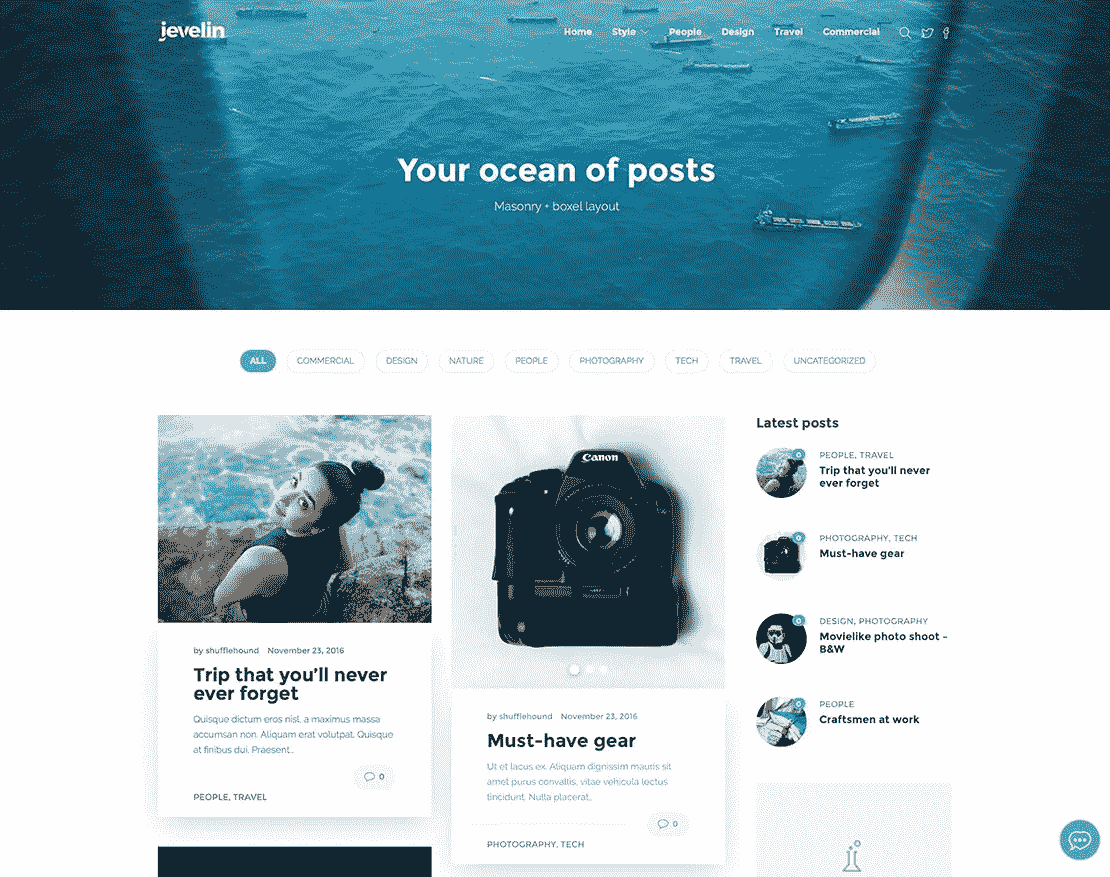 jevelin
Home Style People Design Travel Commercial
Your ocean of posts
Masonry + boxel layout
ALL COMMERCIAL DESIGN NATURE PEOPLE PHOTOGRAPHY TECH TRAVEL UNCATEGORIZED
by shufflehound November 23, 2016
Trip that you'll never
ever forget
Quisque dictum eros nisl, a maximus massa
accumsan non. Aliquam erat volutpat. Quisque
at finibus dui. Praesent..
0
PEOPLE, TRAVEL
Canon
by shufflehound November 23, 2016
Must-have gear
Ut et lacus ex. Aliquam dignissim mauris sit
amet purus convallis, vitae vehicula lectus
tincidunt. Nulla placerat..
0
PHOTOGRAPHY, TECH
Latest posts
0
PEOPLE, TRAVEL
Trip that you'll never
ever forget
0
PHOTOGRAPHY, TECH
Must-have gear
0
DESIGN, PHOTOGRAPHY
Movielike photo shoot -
B&W
0
PEOPLE
Craftsmen at work